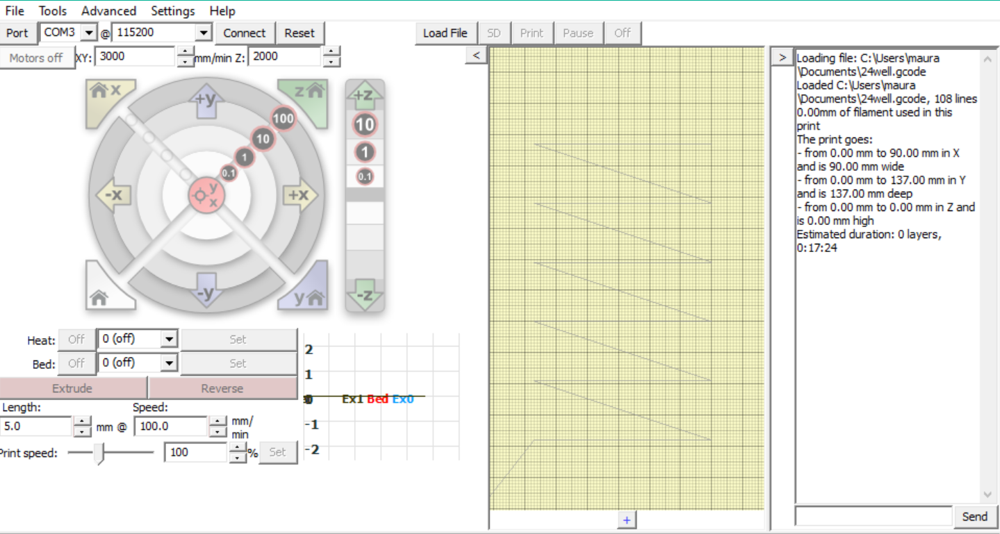 File Tools Advanced Settings Help
Port COM3 @ 115200 Connect Reset Load File SD Print Pause Off
Motors off XY: 3000 mm/min Z: 2000 < >
x +y z +z
100 10 1 0.1
10
1
0.1
-x y x +x
-y y -z
Heat: Off 0 (off) Set
Bed: Off 0 (off) Set
Extrude Reverse
Length: Speed:
5.0 mm @ 100.0 mm/
min
Print speed: 100 % Set
2
1
0 Ex1 Bed Ex0
-1
-2
+
Loading file: C:\Users\maura
\Documents\24well.gcode
Loaded C:\Users\maura
\Documents\24well.gcode, 108 lines
0.00mm of filament used in this
print
The print goes:
- from 0.00 mm to 90.00 mm in X
and is 90.00 mm wide
- from 0.00 mm to 137.00 mm in Y
and is 137.00 mm deep
- from 0.00 mm to 0.00 mm in Z and
is 0.00 mm high
Estimated duration: 0 layers,
0:17:24
Send